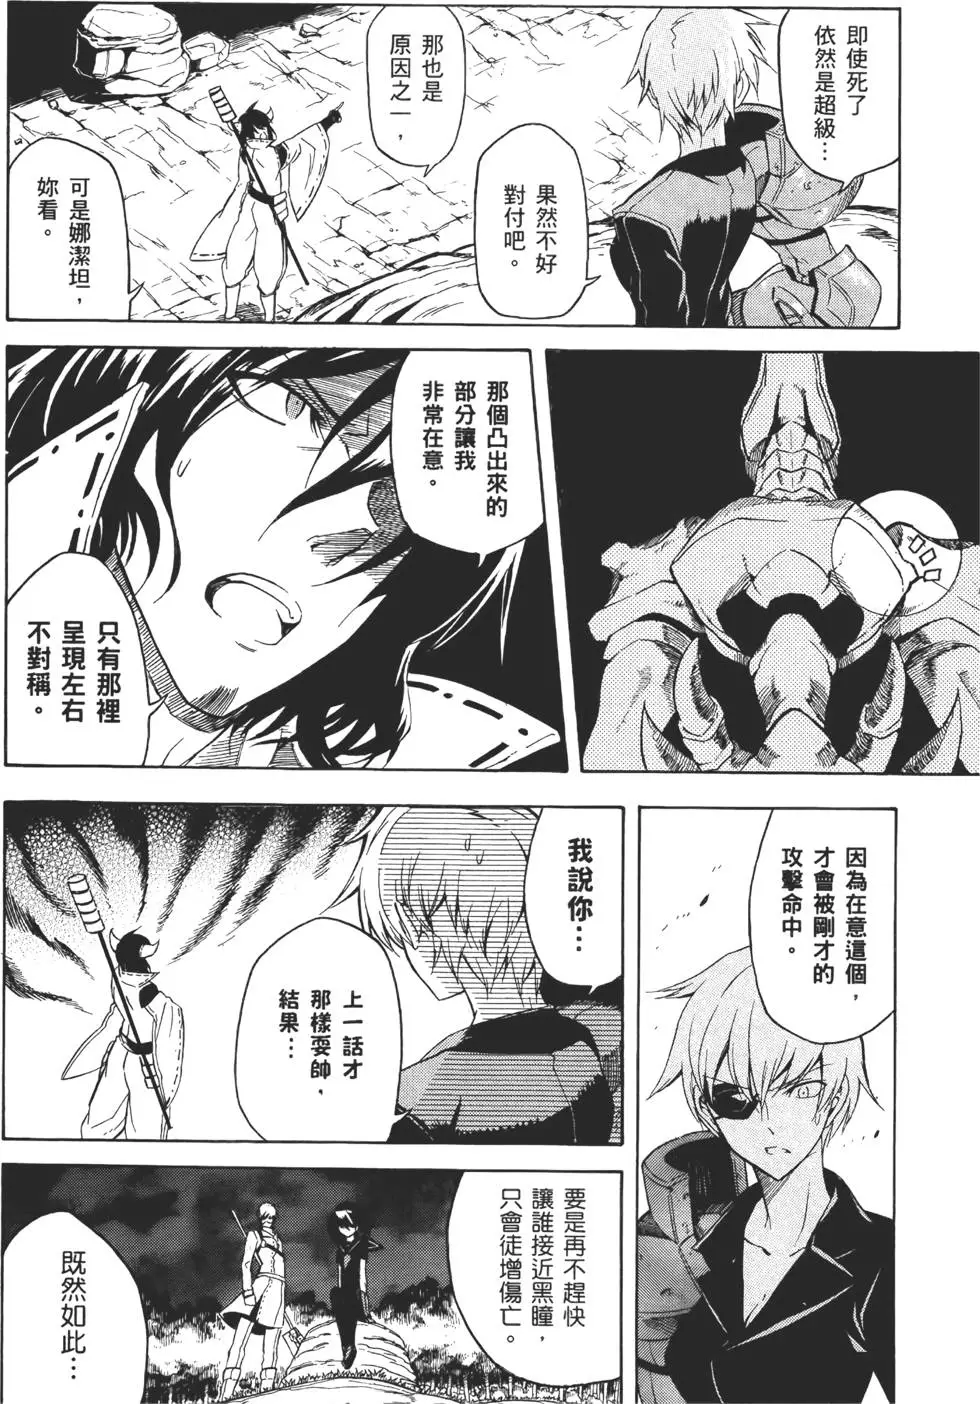 即使死了
依然是超級⋯
果然不好
對付吧。
那也是
原因之一，
可是娜潔坦，
妳看。
那個凸出來的
部分讓我
非常在意。
只有那裡
呈現左右
不對稱。
因為在意這個，
才會被剛才的
攻擊命中。
我說你⋯
上一話才
那樣耍帥，
結果⋯
要是再不趕快
讓誰接近黑瞳，
只會徒增傷亡。
既然如此⋯